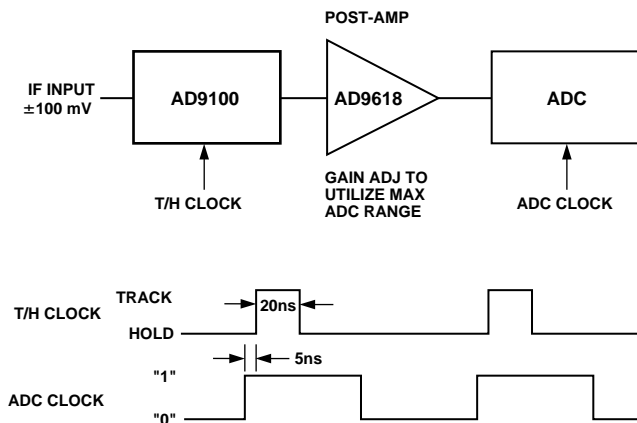 POST-AMP
IF INPUT
±100 mV
AD9100
AD9618
ADC
T/H CLOCK
GAIN ADJ TO
UTILIZE MAX
ADC RANGE
ADC CLOCK
T/H CLOCK
TRACK
20ns
HOLD
5ns
ADC CLOCK
"1"
"0"